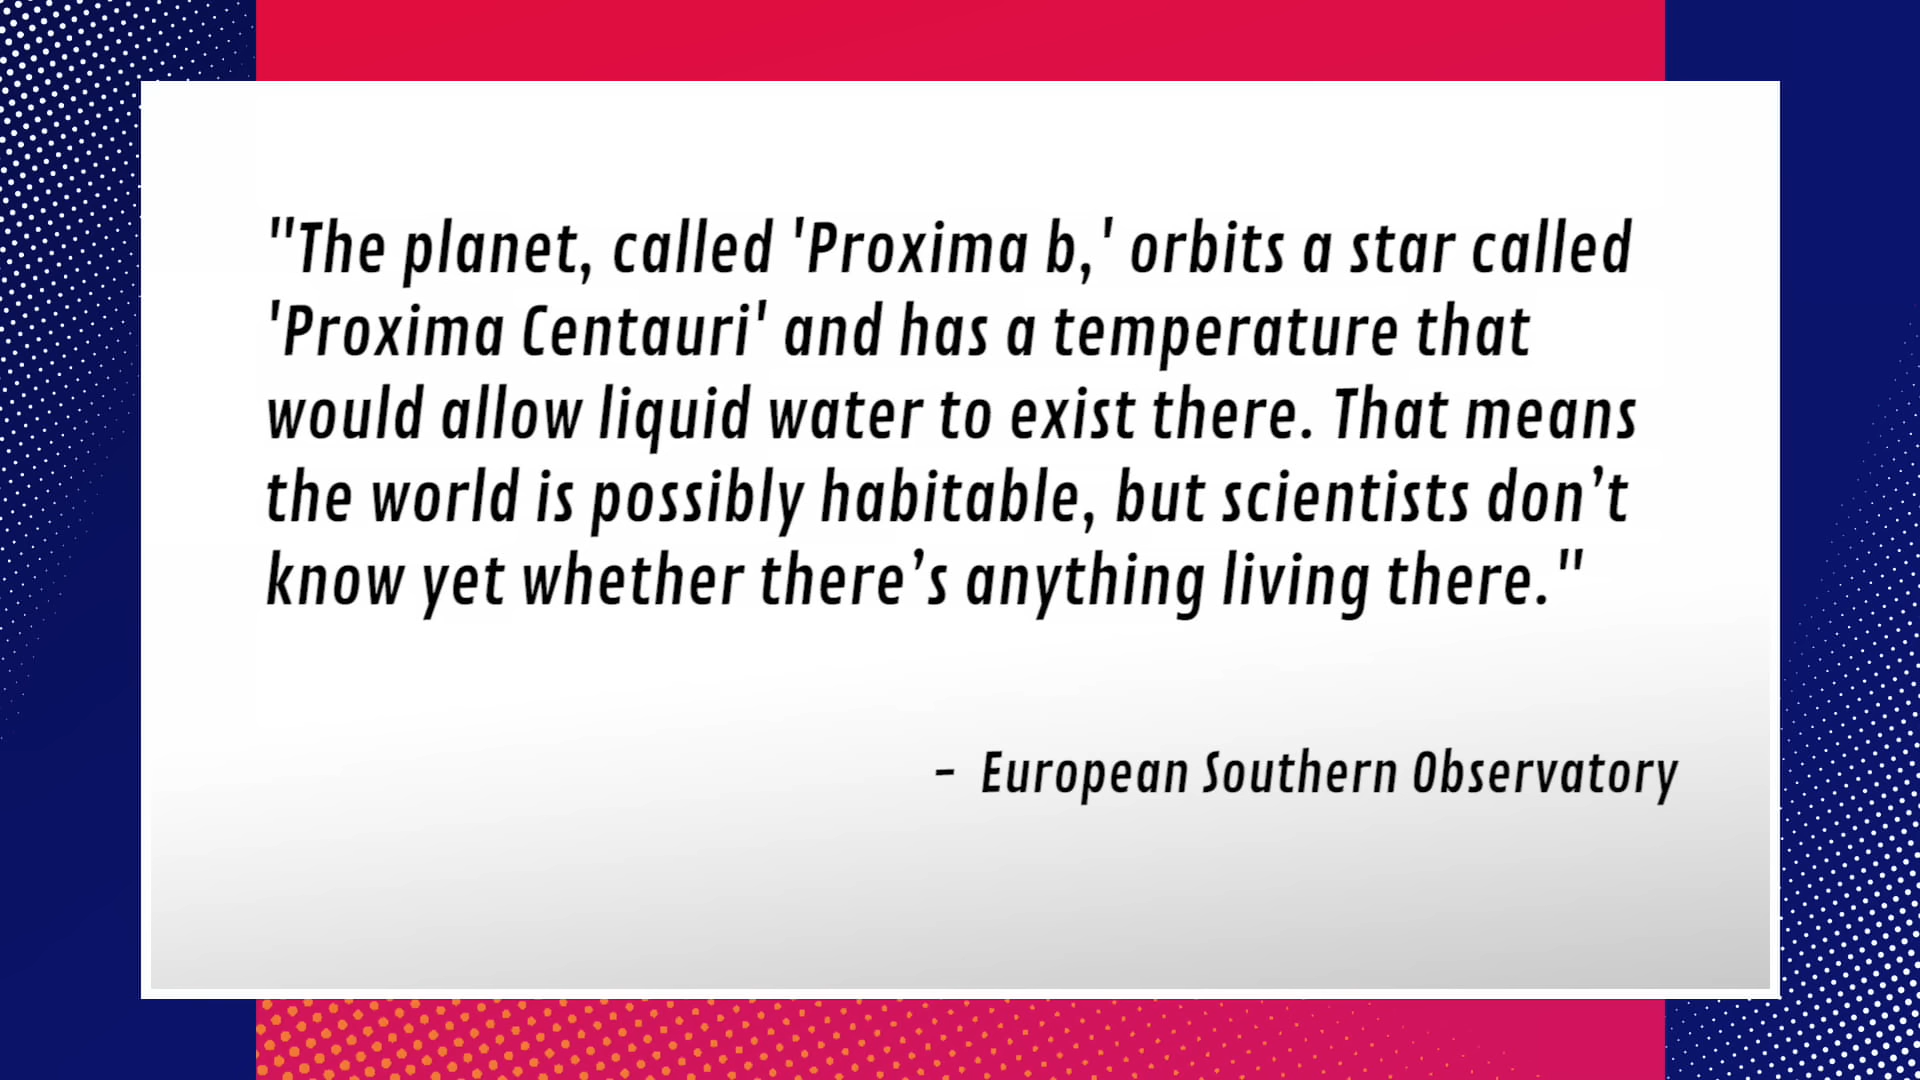 "The planet, called 'Proxima b,' orbits a star called
'Proxima Centauri' and has a temperature that
would allow liquid water to exist there. That means
the world is possibly habitable, but scientists don’t
know yet whether there’s anything living there."
- European Southern Observatory